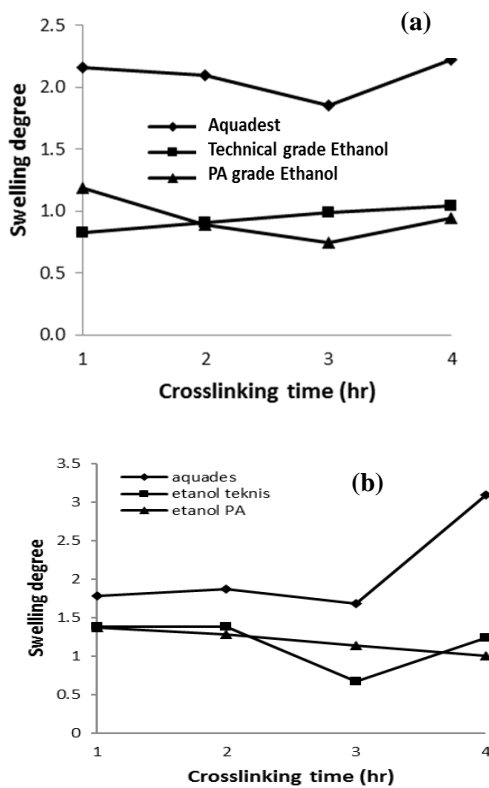 (a)
2.5
2.0
1.5
1.0
0.5
0.0
Swelling degree
Aquadest
Technical grade Ethanol
PA grade Ethanol
1 2 3 4
Crosslinking time (hr)
(b)
3.5
3
2.5
2
1.5
1
0.5
0
Swelling degree
aquades
etanol teknis
etanol PA
1 2 3 4
Crosslinking time (hr)